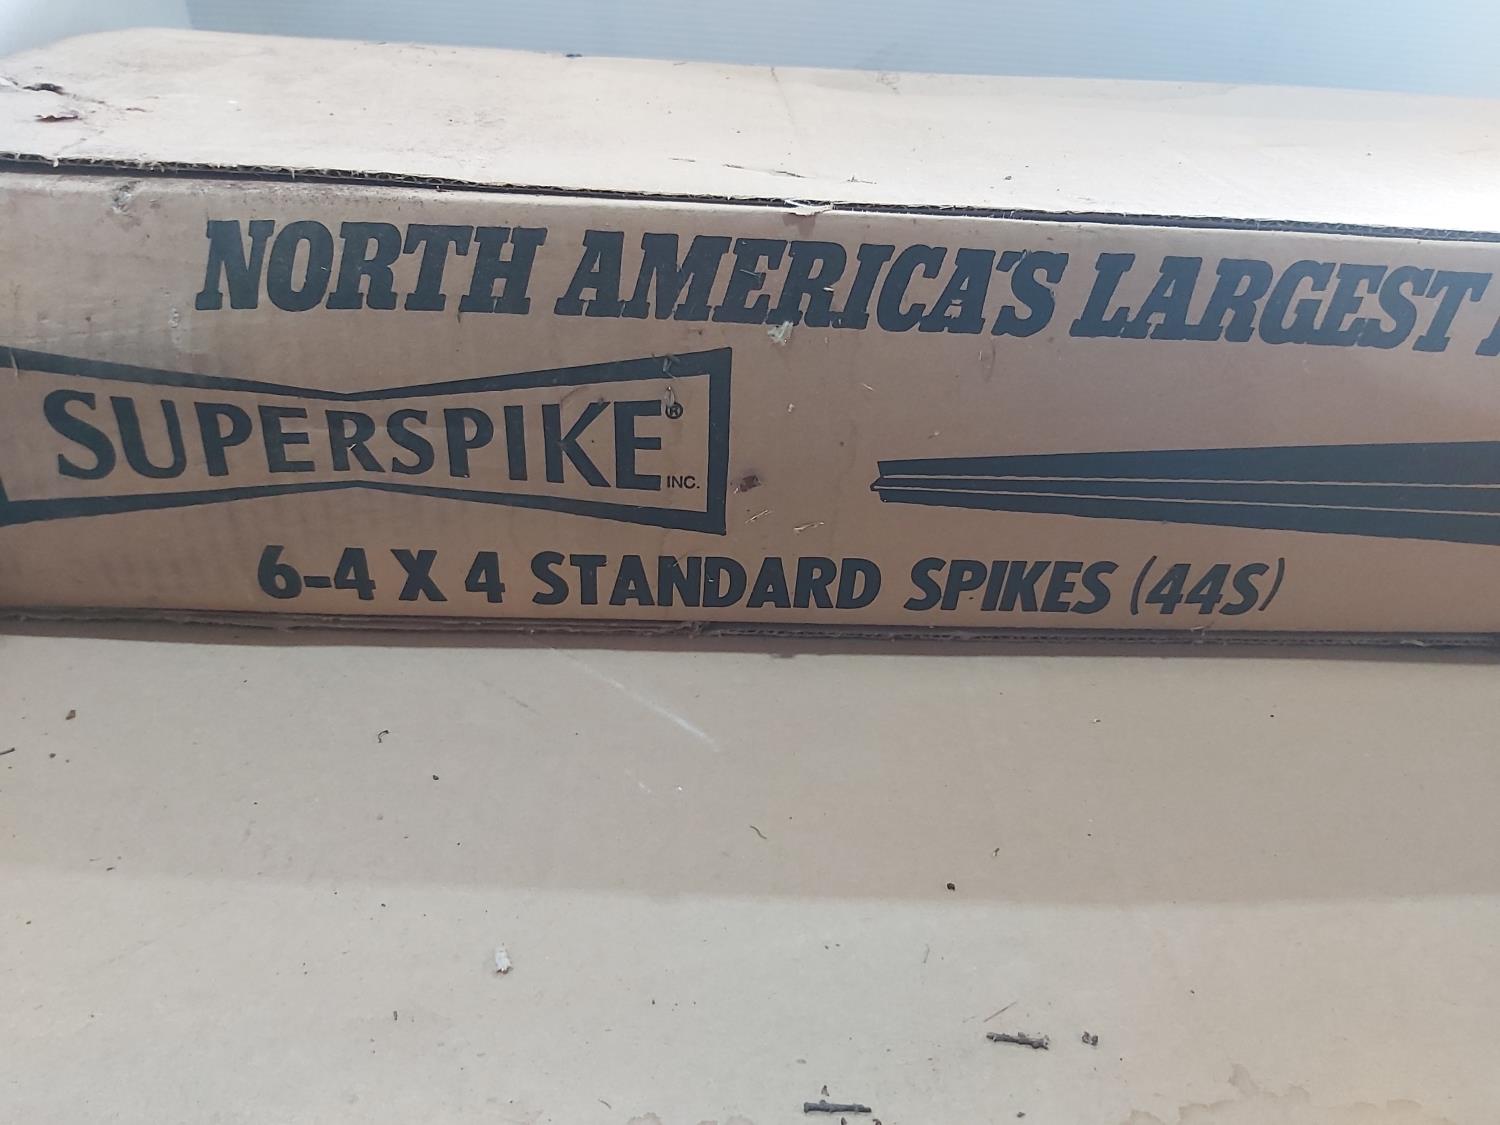 NORTH AMERICA'S LARGEST
SUPERSPIKE®
INC.
6-4 X 4 STANDARD SPIKES (44S)